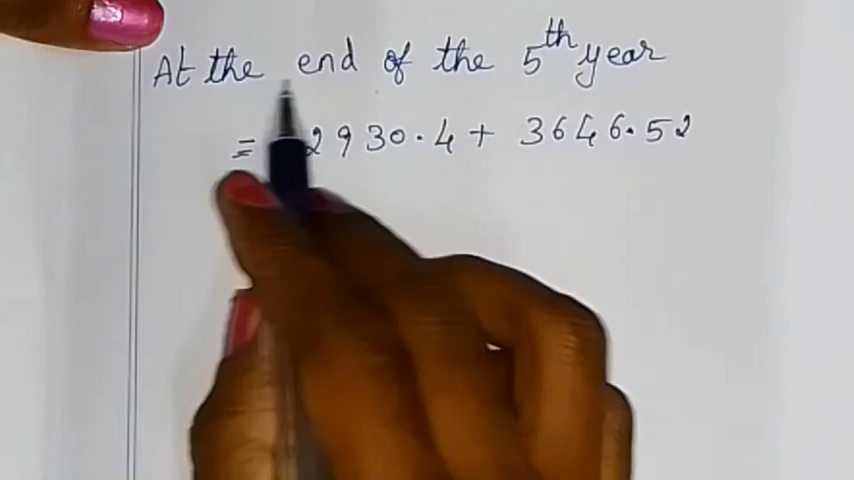 At the end of the 5th year
= 2930.4 + 3646.52